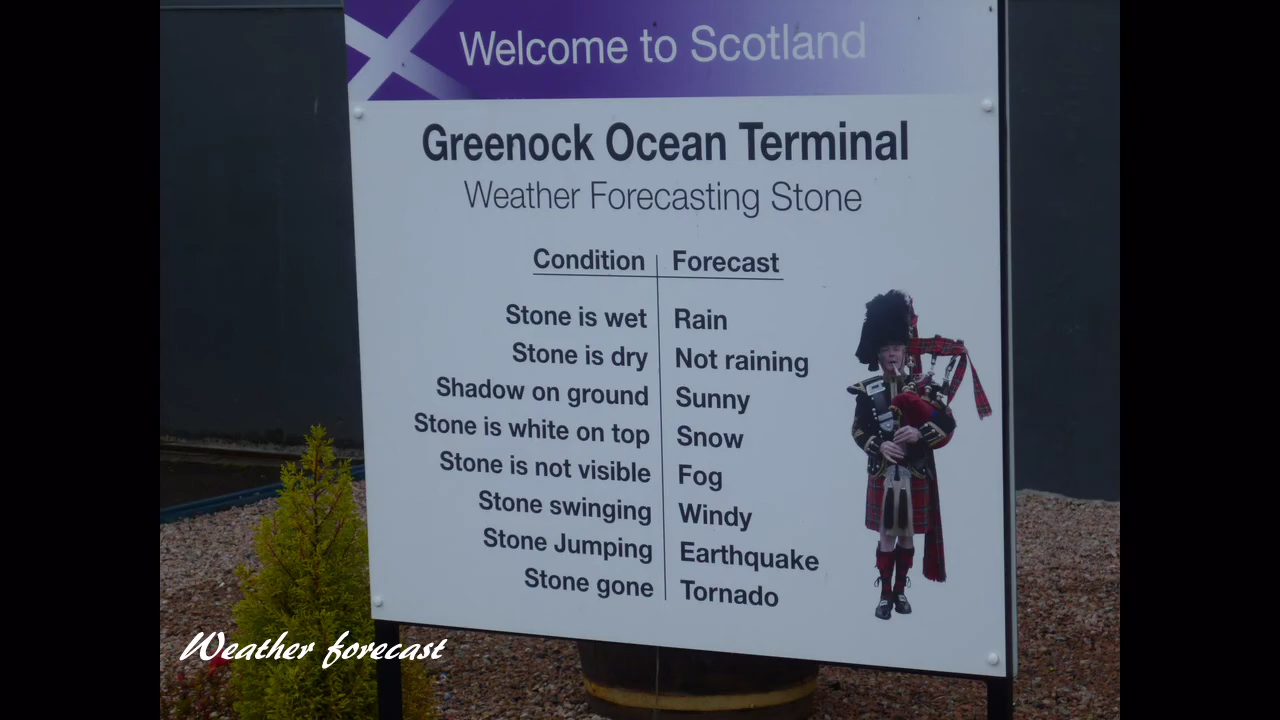 Welcome to Scotland
Greenock Ocean Terminal
Weather Forecasting Stone
Condition Forecast
Stone is wet Rain
Stone is dry Not raining
Shadow on ground Sunny
Stone is white on top Snow
Stone is not visible Fog
Stone swinging Windy
Stone Jumping Earthquake
Stone gone Tornado
Weather forecast